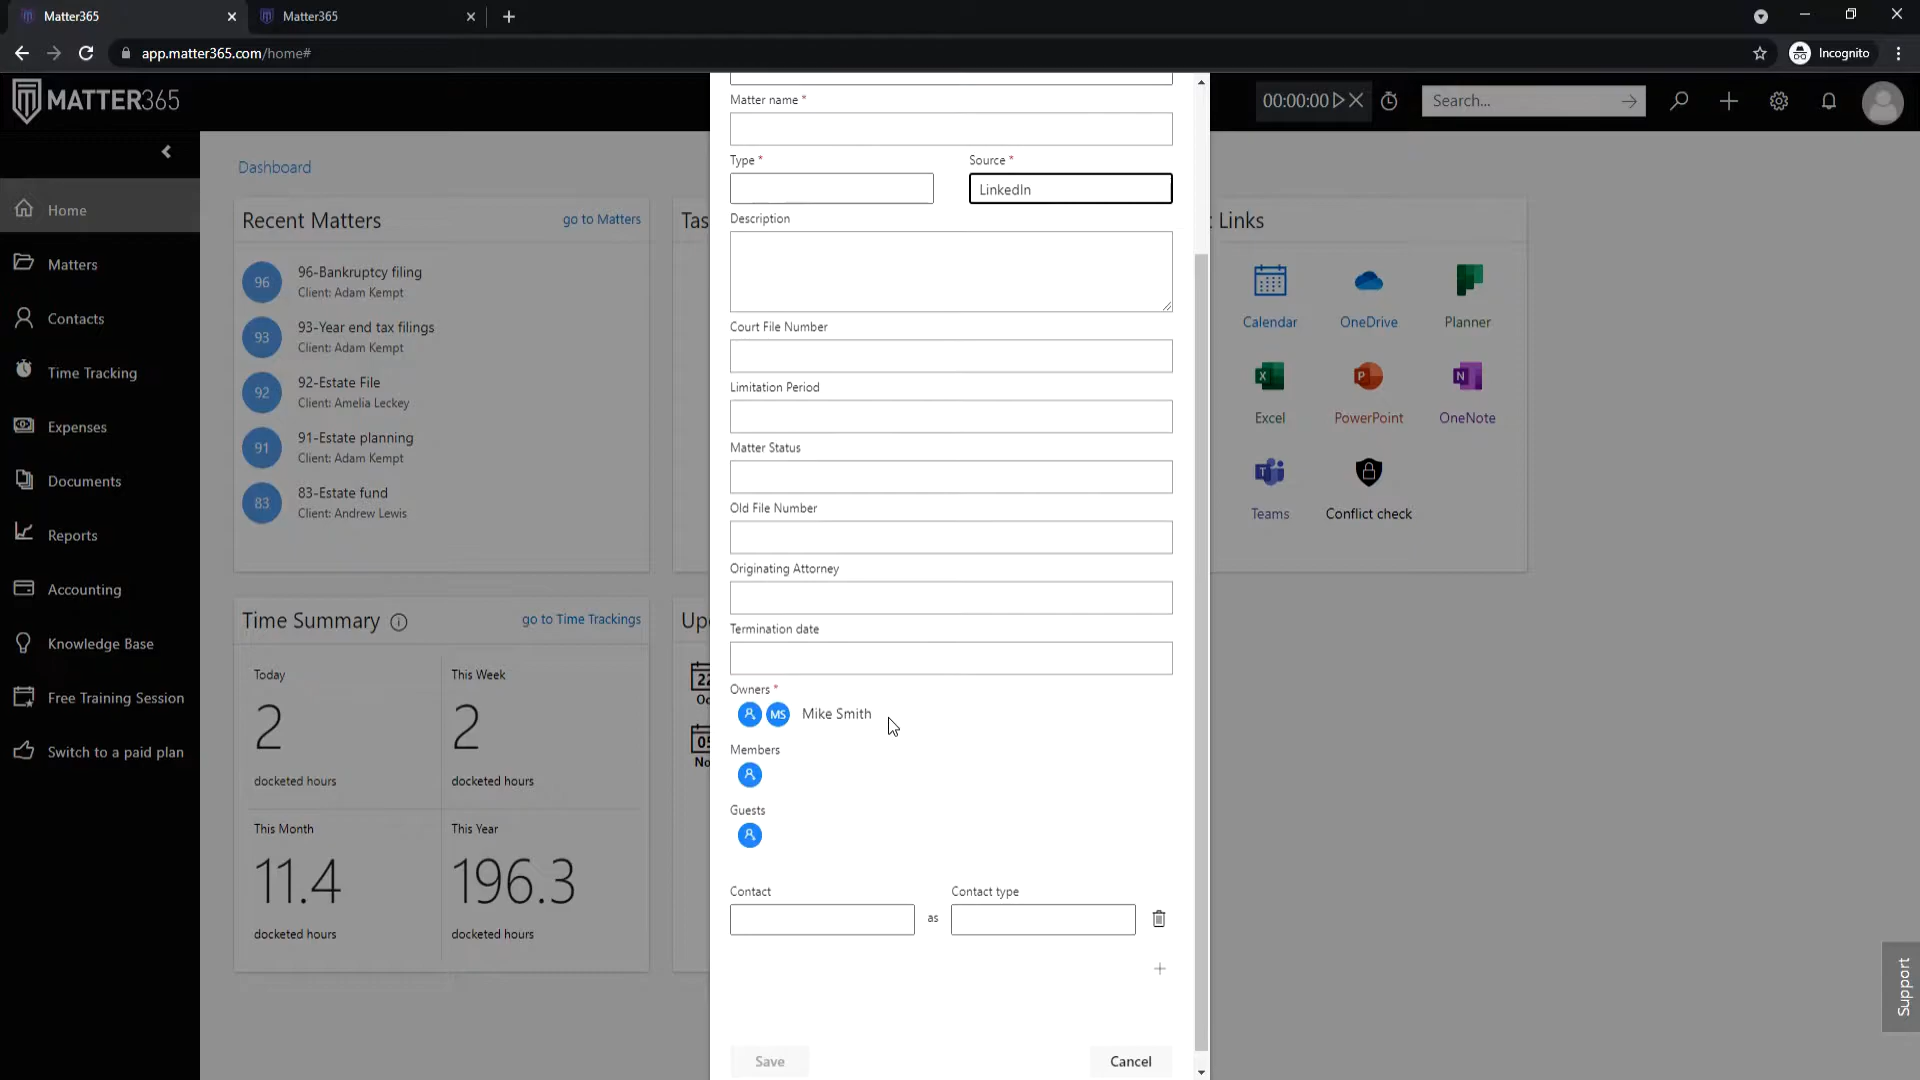 Matter365
Matter365
app.matter365.com/home#
Incognito
MATTER365
00:00:00
Search...
Home
Matters
Contacts
Time Tracking
Expenses
Documents
Reports
Accounting
Knowledge Base
Free Training Session
Switch to a paid plan
Dashboard
Recent Matters
go to Matters
96
96-Bankruptcy filing
Client: Adam Kempt
93
93-Year end tax filings
Client: Adam Kempt
92
92-Estate File
Client: Amelia Leckey
91
91-Estate planning
Client: Adam Kempt
83
83-Estate fund
Client: Andrew Lewis
Time Summary
go to Time Trackings
Today
2
docketed hours
This Week
2
docketed hours
This Month
11.4
docketed hours
This Year
196.3
docketed hours
Matter name *
Type *
Source *
LinkedIn
Description
Court File Number
Limitation Period
Matter Status
Old File Number
Originating Attorney
Termination date
Owners *
MS
Mike Smith
Members
Guests
Contact
as
Contact type
Save
Cancel
Links
Calendar
OneDrive
Planner
Excel
PowerPoint
OneNote
Teams
Conflict check
Support